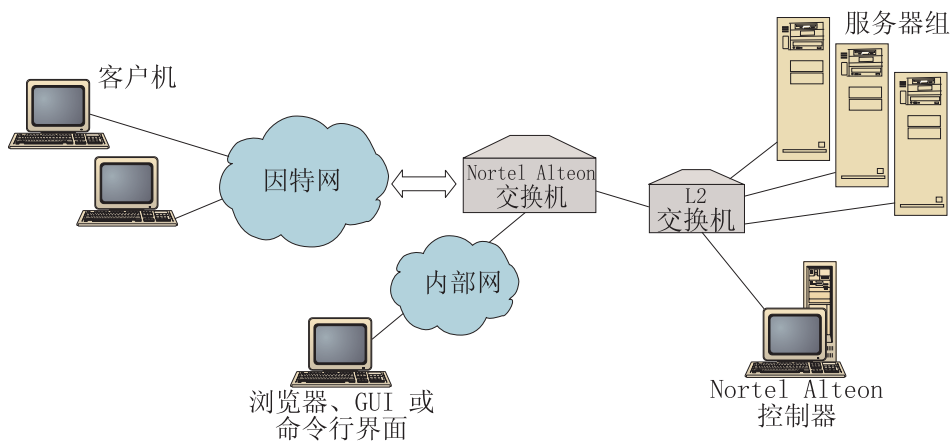 服务器组
客户机
因特网
Nortel Alteon
交换机
L2
交换机
内部网
浏览器、GUI 或
命令行界面
Nortel Alteon
控制器